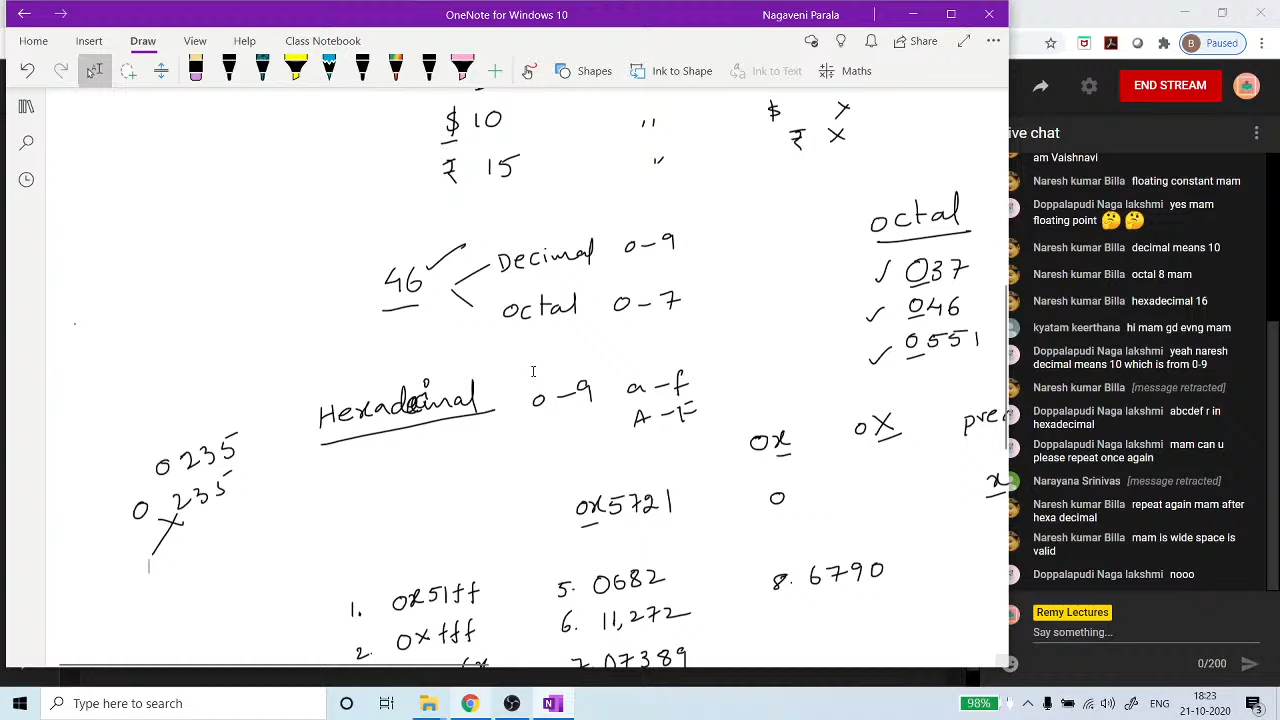 OneNote for Windows 10
Nagaveni Parala
Home Insert Draw View Help Class Notebook
Share
Shapes Ink to Shape Ink to Text Maths
Paused
END STREAM
ive chat
$ 10 " $ x
₹ x
₹ 15 "
octal
46 Decimal 0-9
octal 0-7
037
046
0551
Hexadecimal 0-9 a-f
A-F
0x 0X
0235
0 235
x
0x5721 0
1. 0x51ff 5. 0682 8. 6790
2. 0xfff 6. 11,272
7. 07389
am Vaishnavi
Naresh kumar Billa floating constant mam
Doppalapudi Naga lakshmi yes mam
floating point 🤔 🤔
Naresh kumar Billa decimal means 10
Naresh kumar Billa octal 8 mam
Naresh kumar Billa hexadecimal 16
kyatam keerthana hi mam gd evng mam
Doppalapudi Naga lakshmi yeah naresh
decimal means 10 which is from 0-9
Naresh kumar Billa [message retracted]
Doppalapudi Naga lakshmi abcdef r in
hexadecimal
Doppalapudi Naga lakshmi mam can u
please repeat once again
Narayana Srinivas [message retracted]
Naresh kumar Billa repeat again mam after
hexa decimal
Naresh kumar Billa mam is wide space is
valid
Doppalapudi Naga lakshmi nooo
Remy Lectures
Say something...
0/200
Type here to search
98%
ENG
18:23
21-10-2020
3